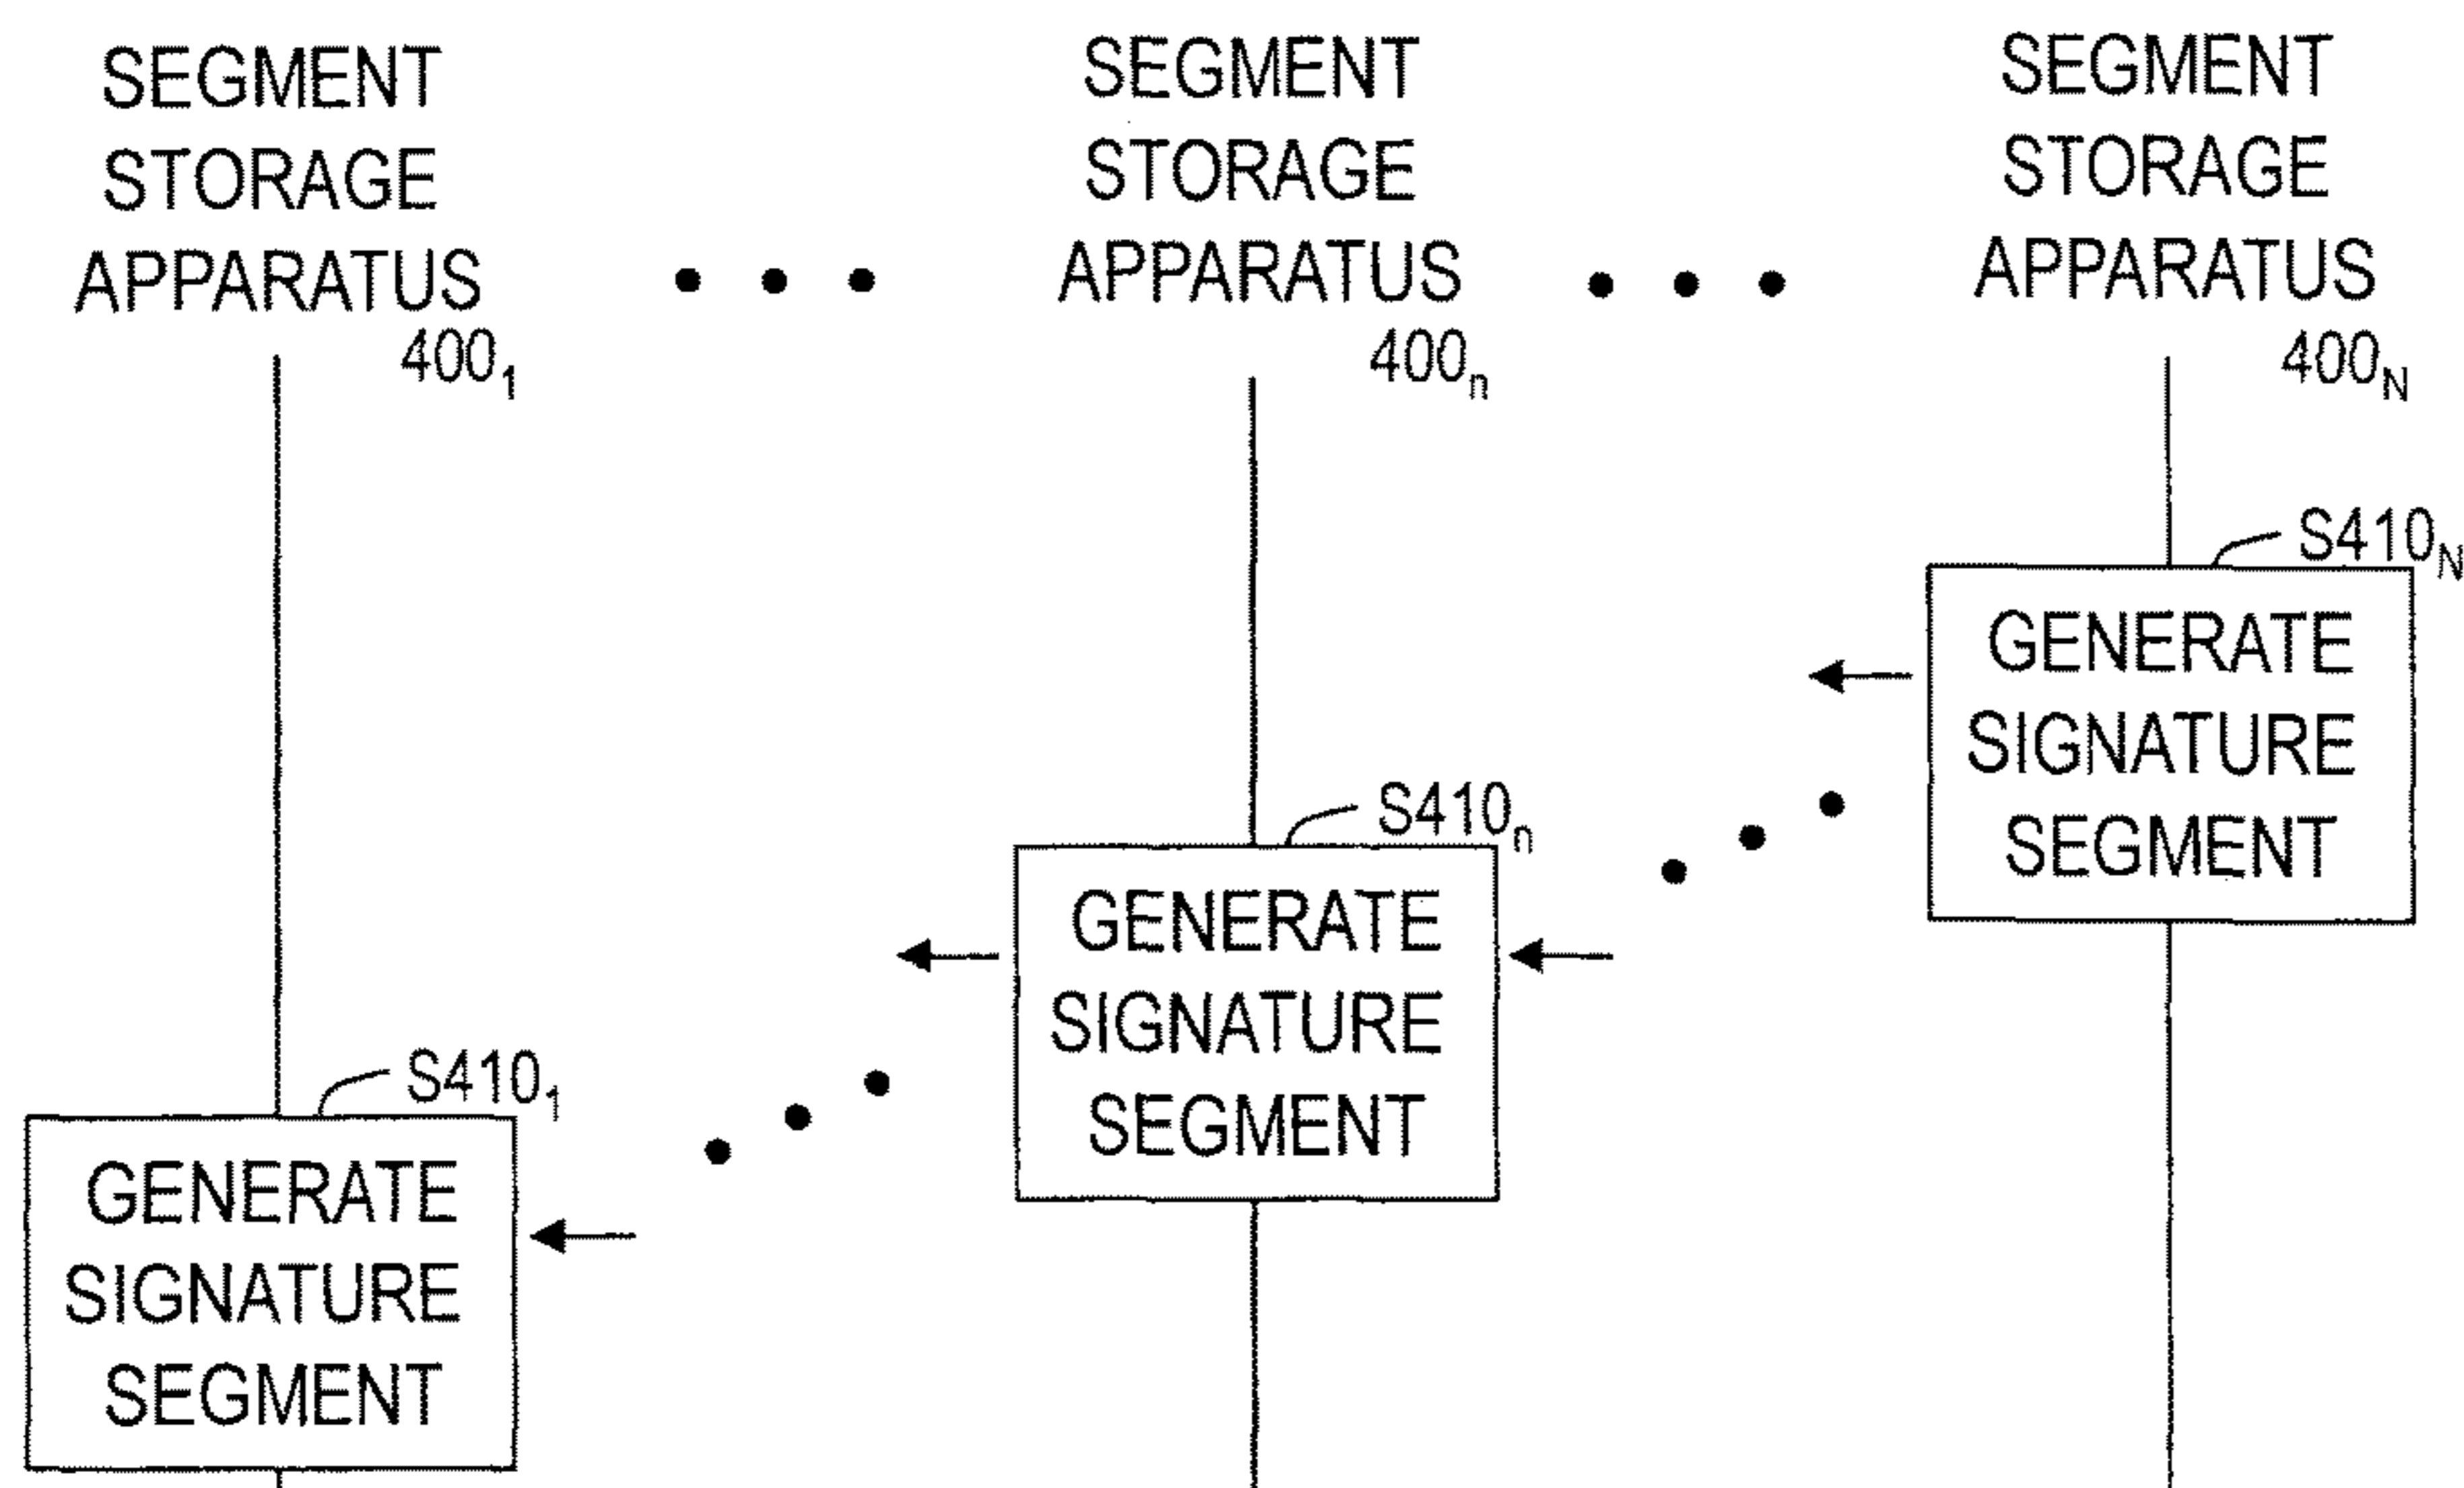 SEGMENT
STORAGE
APPARATUS
400₁
SEGMENT
STORAGE
APPARATUS
400ₙ
SEGMENT
STORAGE
APPARATUS
400_N
S410_N
GENERATE
SIGNATURE
SEGMENT
S410ₙ
GENERATE
SIGNATURE
SEGMENT
S410₁
GENERATE
SIGNATURE
SEGMENT